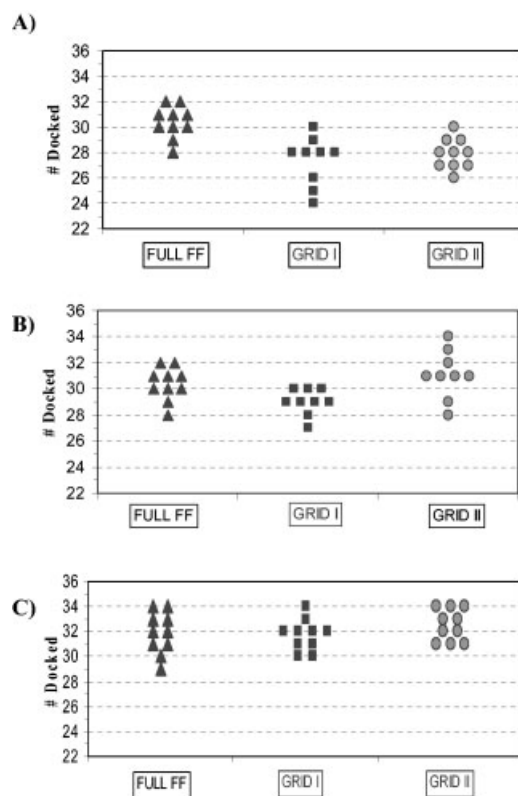 A)
# Docked
36
34
32
30
28
26
24
22
FULL FF GRID I GRID II
B)
# Docked
36
34
32
30
28
26
24
22
FULL FF GRID I GRID II
C)
# Docked
36
34
32
30
28
26
24
22
FULL FF GRID I GRID II